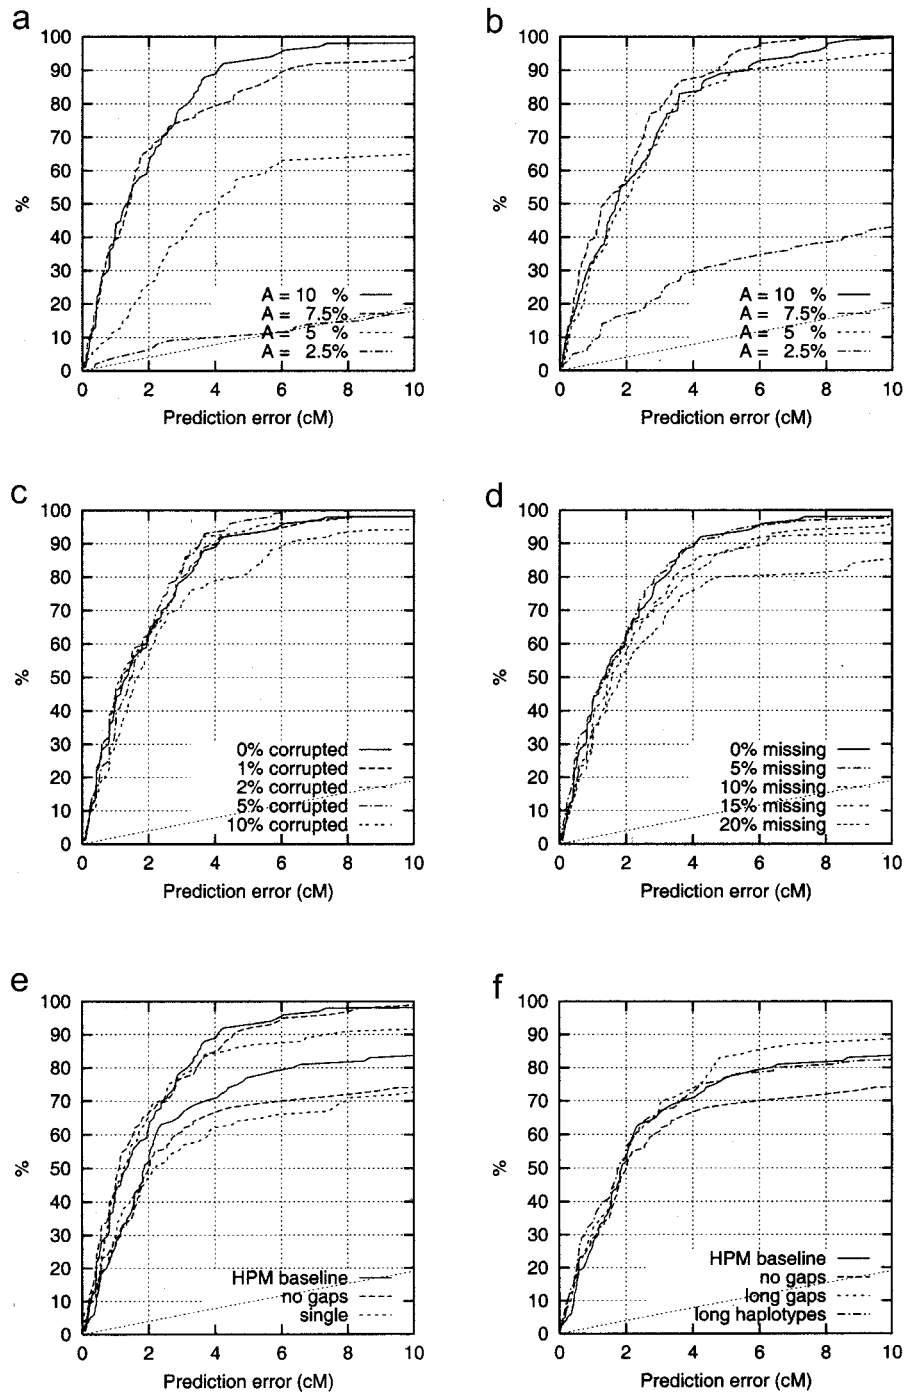 a
100
90
80
70
60
50
40
30
20
10
0
%
A = 10 %
A = 7.5%
A = 5 %
A = 2.5%
0 2 4 6 8 10
Prediction error (cM)
b
100
90
80
70
60
50
40
30
20
10
0
%
A = 10 %
A = 7.5%
A = 5 %
A = 2.5%
0 2 4 6 8 10
Prediction error (cM)
c
100
90
80
70
60
50
40
30
20
10
0
%
0% corrupted
1% corrupted
2% corrupted
5% corrupted
10% corrupted
0 2 4 6 8 10
Prediction error (cM)
d
100
90
80
70
60
50
40
30
20
10
0
%
0% missing
5% missing
10% missing
15% missing
20% missing
0 2 4 6 8 10
Prediction error (cM)
e
100
90
80
70
60
50
40
30
20
10
0
%
HPM baseline
no gaps
single
0 2 4 6 8 10
Prediction error (cM)
f
100
90
80
70
60
50
40
30
20
10
0
%
HPM baseline
no gaps
long gaps
long haplotypes
0 2 4 6 8 10
Prediction error (cM)